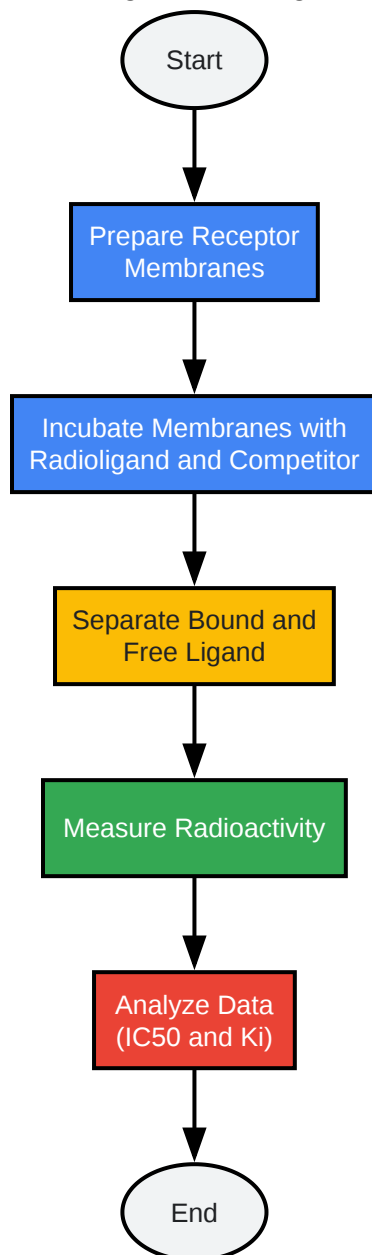 Start
Prepare Receptor
Membranes
Incubate Membranes with
Radioligand and Competitor
Separate Bound and
Free Ligand
Measure Radioactivity
Analyze Data
(IC50 and Ki)
End